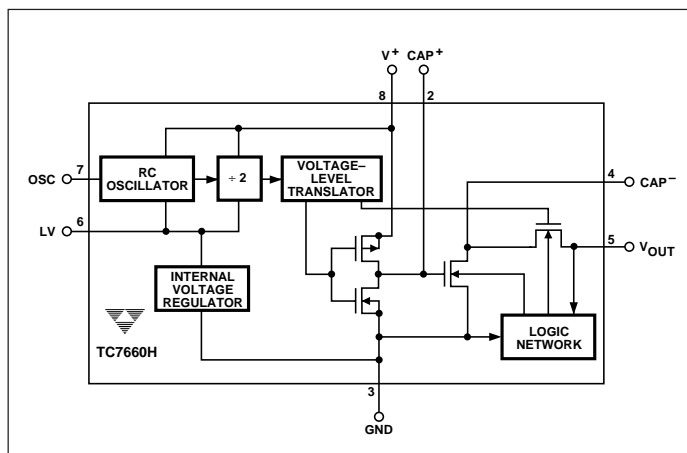 V+ CAP+
8 2
OSC 7
RC
OSCILLATOR
÷ 2
VOLTAGE–
LEVEL
TRANSLATOR
4
CAP–
6
LV
5
VOUT
INTERNAL
VOLTAGE
REGULATOR
LOGIC
NETWORK
TC7660H
3
GND